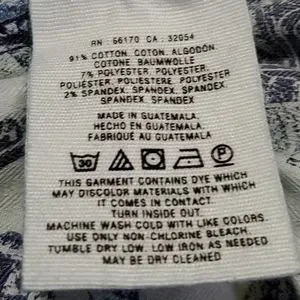 RN 66170 CA 32054
91% COTTON, COTON, ALGODÓN
COTONE BAUMWOLLE
7% POLYESTER, POLYESTER,
POLIÉSTER, POLIESTERE, POLYESTER
2% SPANDEX, SPANDEX, SPANDEX
SPANDEX, SPANDEX
MADE IN GUATEMALA.
HECHO EN GUATEMALA.
FABRIQUÉ AU GUATEMALA
30
THIS GARMENT CONTAINS DYE WHICH
MAY DISCOLOR MATERIALS WITH WHICH
IT COMES IN CONTACT.
TURN INSIDE OUT
MACHINE WASH COLD WITH LIKE COLORS.
USE ONLY NON-CHLORINE BLEACH.
TUMBLE DRY LOW. LOW IRON AS NEEDED
MAY BE DRY CLEANED